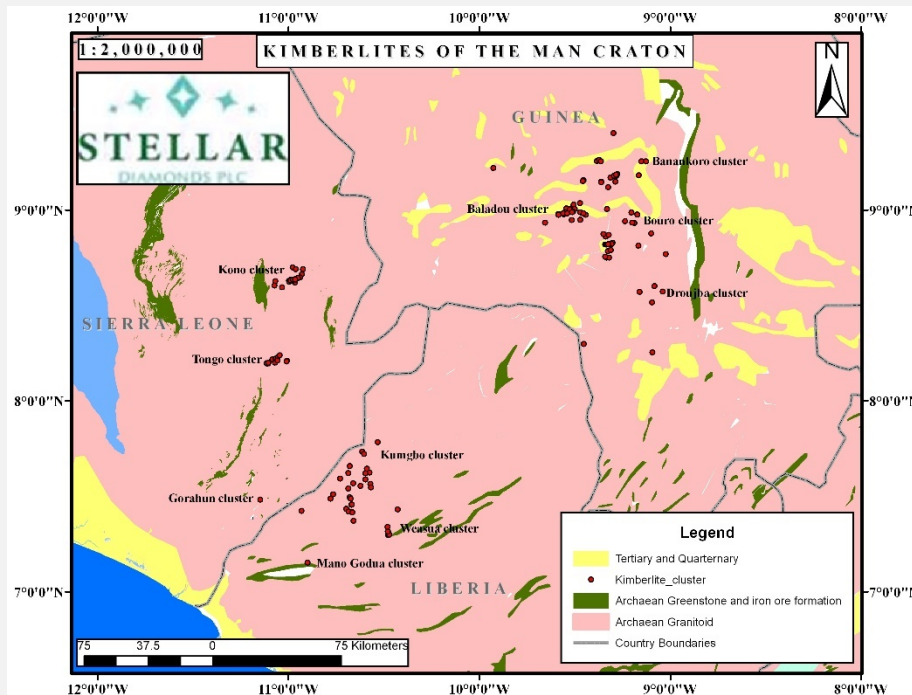 12°0'0"W 11°0'0"W 10°0'0"W 9°0'0"W 8°0'0"W
1:2,000,000
KIMBERLITES OF THE MAN CRATON
N
STELLAR
DIAMONDS PLC
GUINEA
Banankoro cluster
9°0'0"N
Baladou cluster
Bouro cluster
9°0'0"N
Kono cluster
Droujba cluster
SIERRA LEONE
Tongo cluster
8°0'0"N
8°0'0"N
Kumgbo cluster
Gorahun cluster
Weasua cluster
Mano Godua cluster
LIBERIA
7°0'0"N
7°0'0"N
Legend
Tertiary and Quarternary
Kimberlite_cluster
Archaean Greenstone and iron ore formation
Archaean Granitoid
Country Boundaries
75 37.5 0 75 Kilometers
12°0'0"W 11°0'0"W 10°0'0"W 9°0'0"W 8°0'0"W